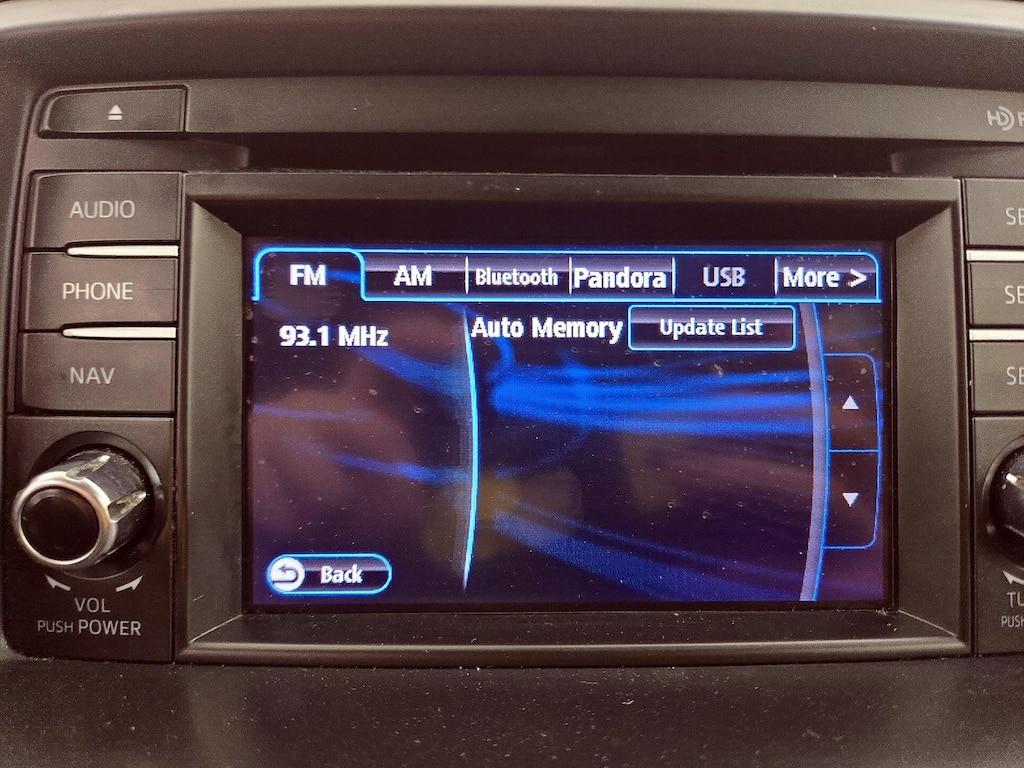 HD
AUDIO
PHONE
NAV
FM AM Bluetooth Pandora USB More >
93.1 MHz Auto Memory Update List
Back
VOL
PUSH POWER